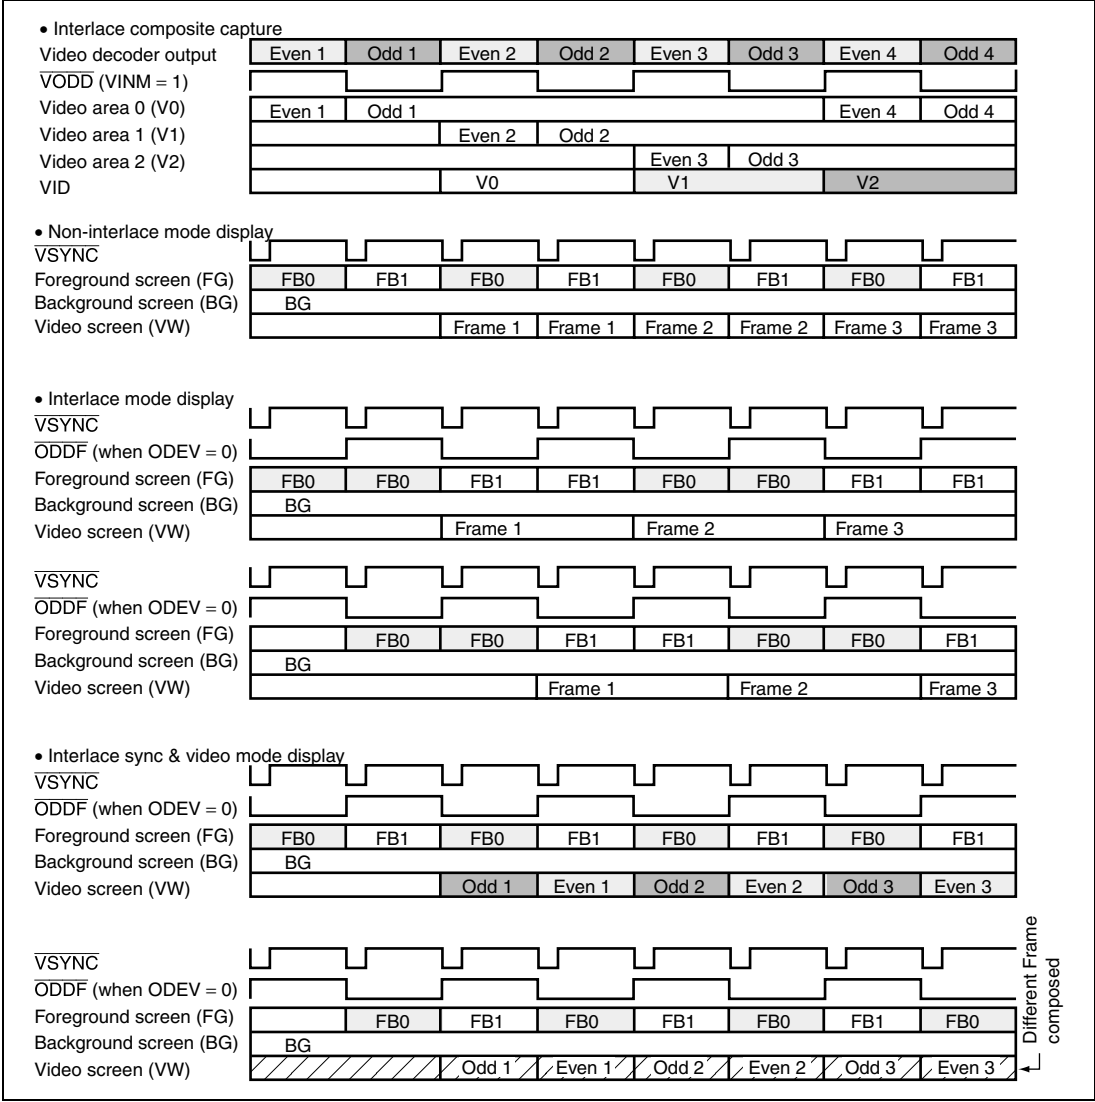 • Interlace composite capture
Video decoder output Even 1 Odd 1 Even 2 Odd 2 Even 3 Odd 3 Even 4 Odd 4
VODD (VINM = 1)
Video area 0 (V0) Even 1 Odd 1 Even 4 Odd 4
Video area 1 (V1) Even 2 Odd 2
Video area 2 (V2) Even 3 Odd 3
VID V0 V1 V2
• Non-interlace mode display
VSYNC
Foreground screen (FG) FB0 FB1 FB0 FB1 FB0 FB1 FB0 FB1
Background screen (BG) BG
Video screen (VW) Frame 1 Frame 1 Frame 2 Frame 2 Frame 3 Frame 3
• Interlace mode display
VSYNC
ODDF (when ODEV = 0)
Foreground screen (FG) FB0 FB0 FB1 FB1 FB0 FB0 FB1 FB1
Background screen (BG) BG
Video screen (VW) Frame 1 Frame 2 Frame 3
VSYNC
ODDF (when ODEV = 0)
Foreground screen (FG) FB0 FB0 FB1 FB1 FB0 FB0 FB1
Background screen (BG) BG
Video screen (VW) Frame 1 Frame 2 Frame 3
• Interlace sync & video mode display
VSYNC
ODDF (when ODEV = 0)
Foreground screen (FG) FB0 FB1 FB0 FB1 FB0 FB1 FB0 FB1
Background screen (BG) BG
Video screen (VW) Odd 1 Even 1 Odd 2 Even 2 Odd 3 Even 3
VSYNC
ODDF (when ODEV = 0)
Foreground screen (FG) FB0 FB1 FB0 FB1 FB0 FB1 FB0
Background screen (BG) BG
Video screen (VW) Odd 1 Even 1 Odd 2 Even 2 Odd 3 Even 3
Different Frame
composed